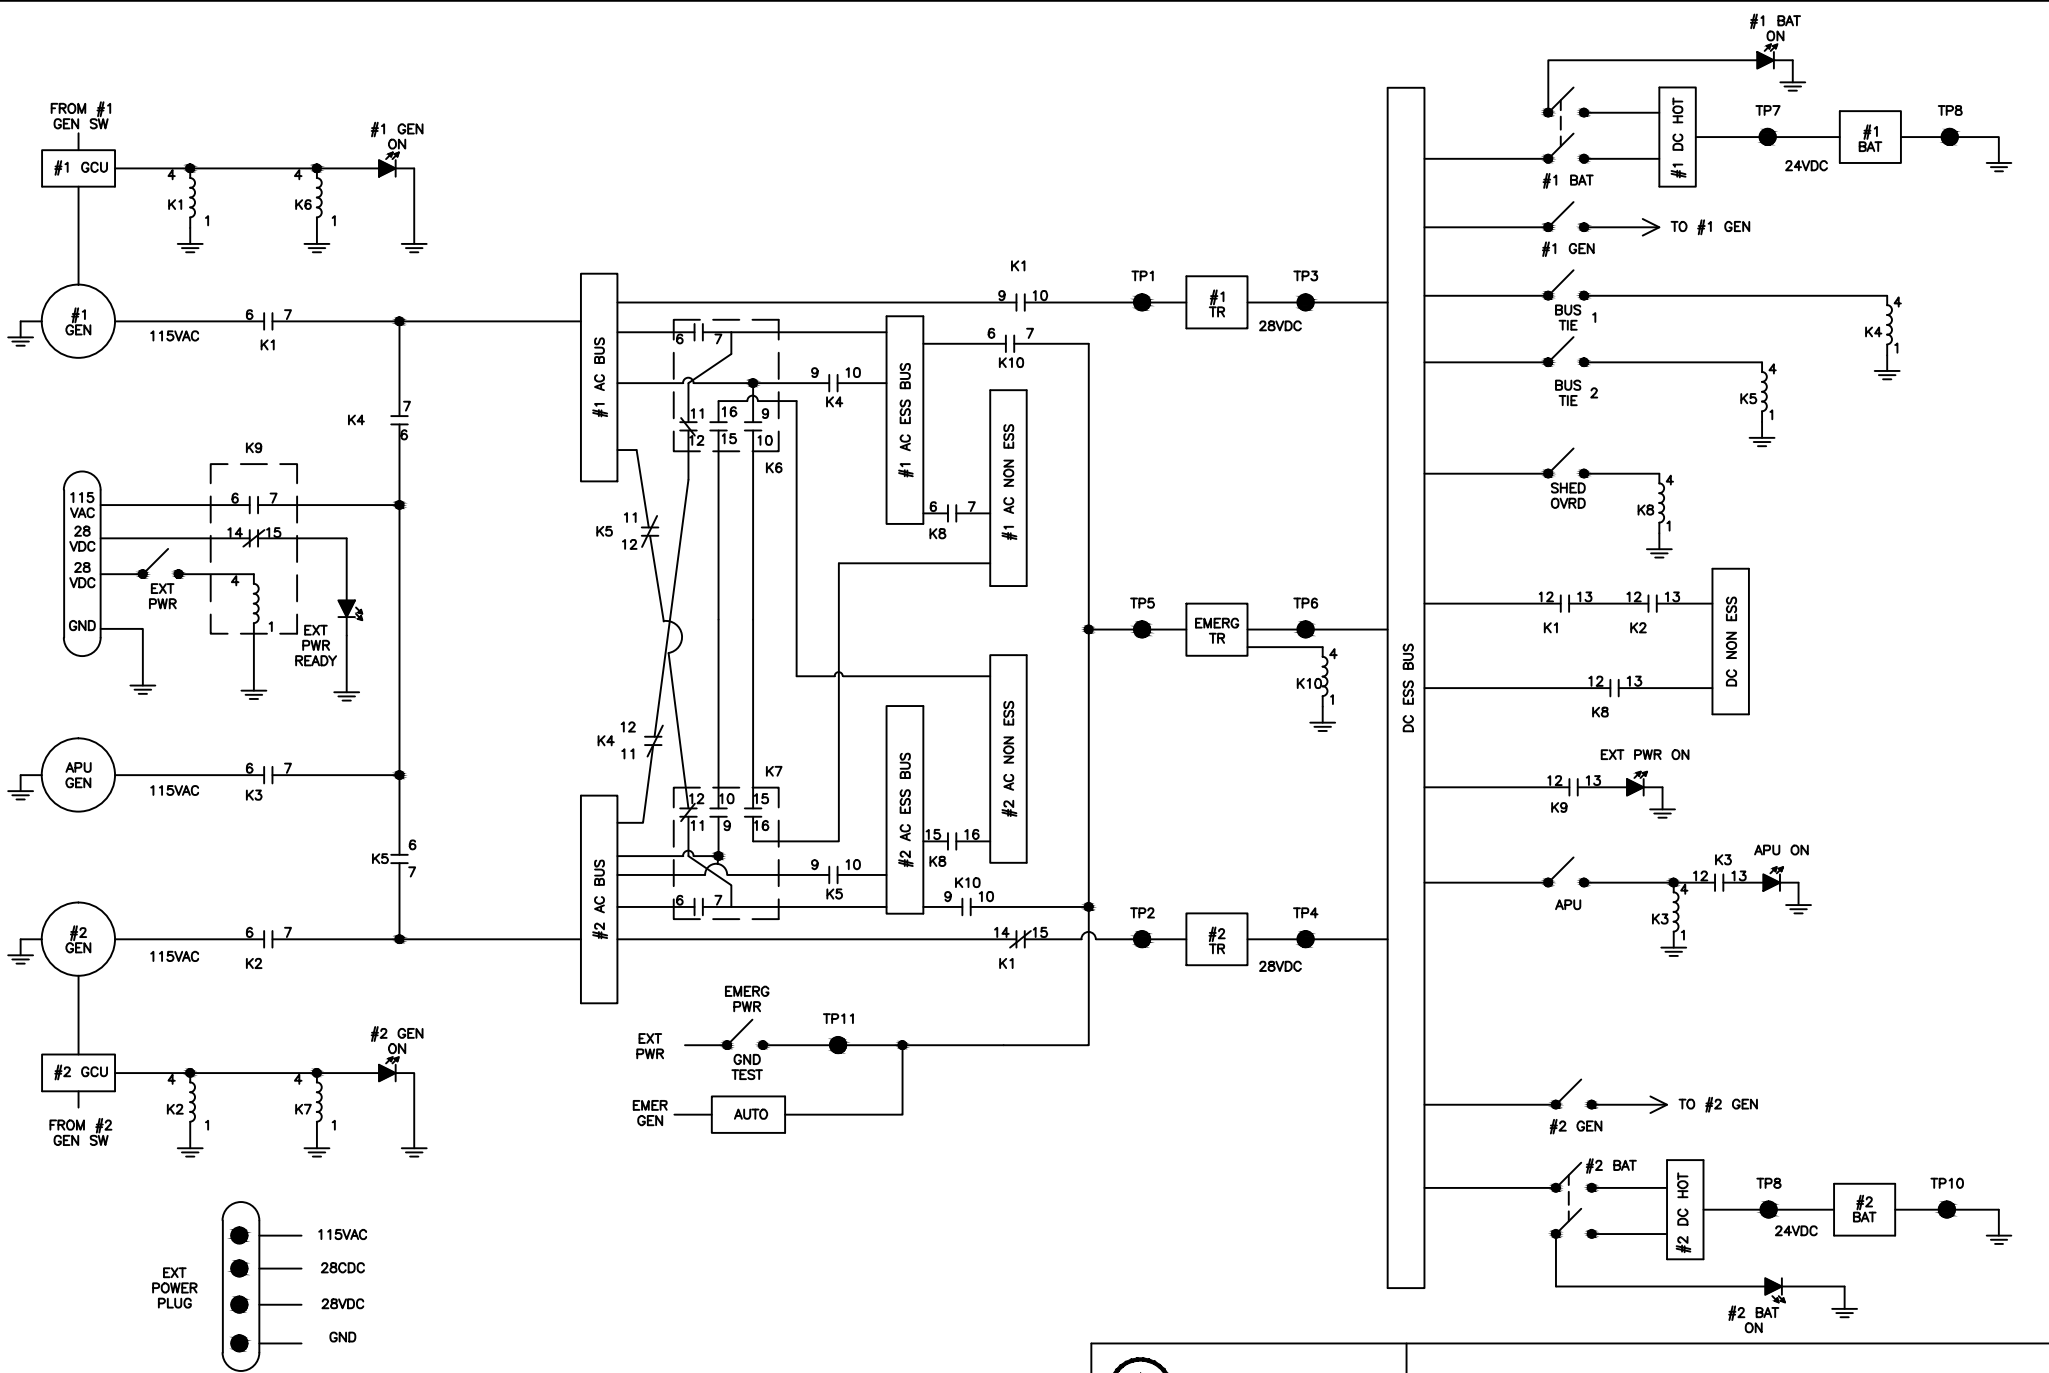 FROM #1
GEN SW
#1 GCU
4
K1
1
4
K6
1
#1 GEN
ON
#1
GEN
115VAC
6 7
K1
K4
7
6
K9
115
VAC
28
VDC
28
VDC
GND
6 7
14 15
EXT
PWR
4
1
EXT
PWR
READY
APU
GEN
115VAC
6 7
K3
K5
6
7
#2
GEN
115VAC
6 7
K2
#2 GCU
FROM #2
GEN SW
4
K2
1
4
K7
1
#2 GEN
ON
EXT
POWER
PLUG
115VAC
28CDC
28VDC
GND
#1 AC BUS
6 7
11
12
16
15
9
10
K6
9 10
K4
K5
11
12
K4
12
11
#2 AC BUS
K7
12
11
10
9
15
16
6 7
9 10
K5
#1 AC ESS BUS
6 7
K8
#1 AC NON ESS
K1
9 10
6 7
K10
#2 AC ESS BUS
15 16
K8
#2 AC NON ESS
K10
9 10
14 15
K1
EMERG
PWR
EXT
PWR
GND
TEST
TP11
EMER
GEN
AUTO
TP1
#1
TR
TP3
28VDC
TP5
EMERG
TR
TP6
4
K10
1
TP2
#2
TR
TP4
28VDC
DC ESS BUS
#1 BAT
ON
#1 BAT
#1 DC HOT
TP7
24VDC
#1
BAT
TP8
#1 GEN
TO #1 GEN
BUS
TIE 1
4
K4
1
BUS
TIE 2
4
K5
1
SHED
OVRD
4
K8
1
12 13
K1
12 13
K2
DC NON ESS
12 13
K8
EXT PWR ON
12 13
K9
APU
4
K3
1
K3
12 13
APU ON
#2 GEN
TO #2 GEN
#2 BAT
#2 DC HOT
TP8
24VDC
#2
BAT
TP10
#2 BAT
ON